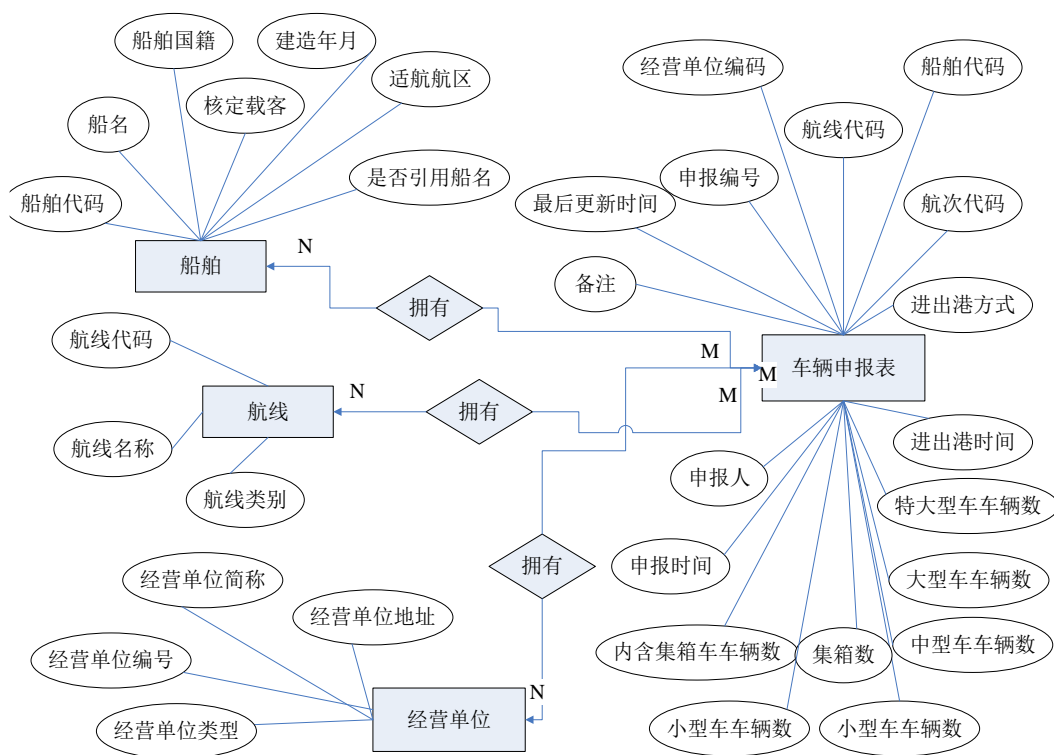 船舶国籍
建造年月
经营单位编码
船舶代码
适航航区
核定载客
船名
航线代码
申报编号
是否引用船名
船舶代码
最后更新时间
航次代码
船舶
N
备注
拥有
进出港方式
航线代码
M
车辆申报表
M
航线
N
拥有
M
航线名称
进出港时间
申报人
航线类别
特大型车车辆数
拥有
申报时间
大型车车辆数
经营单位简称
经营单位地址
中型车车辆数
内含集箱车车辆数
集箱数
经营单位编号
N
经营单位
经营单位类型
小型车车辆数
小型车车辆数